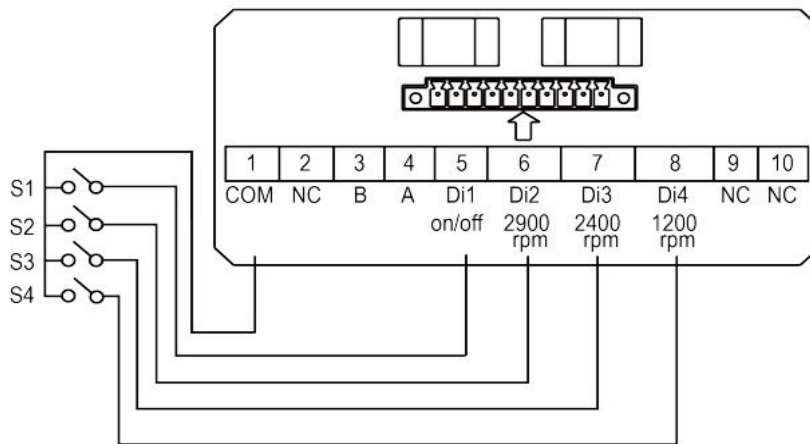 1 2 3 4 5 6 7 8 9 10
COM NC B A Di1 Di2 Di3 Di4 NC NC
on/off 2900 2400 1200
rpm rpm rpm
S1
S2
S3
S4